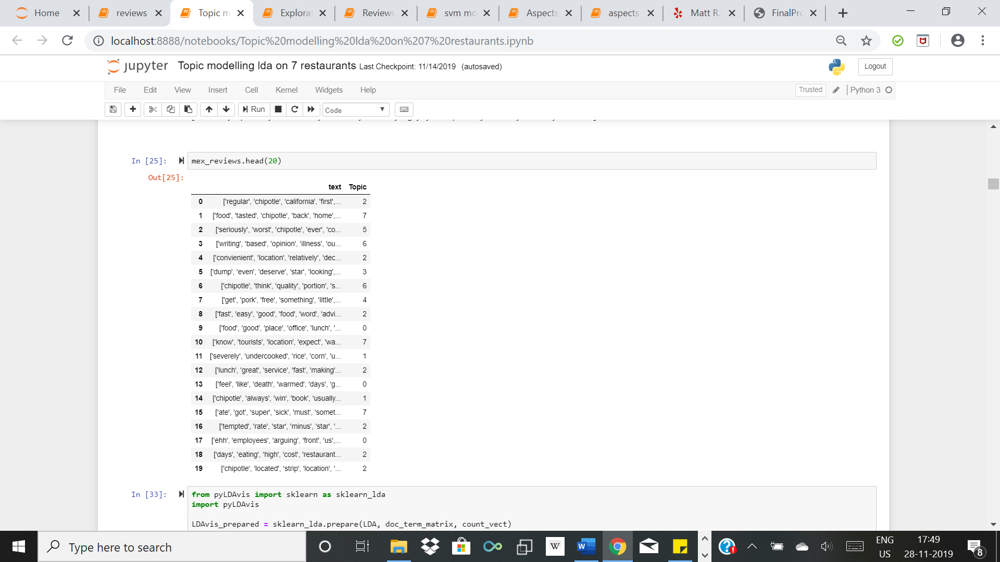 Home reviews Topic m Explora Reviews svm mo Aspects aspects Matt R. FinalPro
localhost:8888/notebooks/Topic%20modelling%20lda%20on%207%20restaurants.ipynb
jupyter Topic modelling lda on 7 restaurants Last Checkpoint: 11/14/2019 (autosaved) Logout
File Edit View Insert Cell Kernel Widgets Help Trusted Python 3
Run Code
In [25]: mex_reviews.head(20)
Out[25]:
text Topic
0 ['regular', 'chipotle', 'california', 'first',... 2
1 ['food', 'tasted', 'chipotle', 'back', 'home',... 7
2 ['seriously', 'worst', 'chipotle', 'ever', 'co... 5
3 ['writing', 'based', 'opinion', 'illness', 'ou... 6
4 ['convienient', 'location', 'relatively', 'dec... 2
5 ['dump', 'even', 'deserve', 'star', 'looking',... 3
6 ['chipotle', 'think', 'quality', 'portion', 's... 6
7 ['get', 'pork', 'free', 'something', 'little',... 4
8 ['fast', 'easy', 'good', 'food', 'word', 'advi... 2
9 ['food', 'good', 'place', 'office', 'lunch', '... 0
10 ['know', 'tourists', 'location', 'expect', 'wa... 7
11 ['severely', 'undercooked', 'rice', 'corn', 'u... 1
12 ['lunch', 'great', 'service', 'fast', 'making'... 2
13 ['feel', 'like', 'death', 'warmed', 'days', 'g... 0
14 ['chipotle', 'always', 'win', 'book', 'usually... 1
15 ['ate', 'got', 'super', 'sick', 'must', 'somet... 7
16 ['tempted', 'rate', 'star', 'minus', 'star', '... 2
17 ['ehh', 'employees', 'arguing', 'front', 'us',... 0
18 ['days', 'eating', 'high', 'cost', 'restaurant... 2
19 ['chipotle', 'located', 'strip', 'location', '... 2
In [33]: from pyLDAvis import sklearn as sklearn_lda
import pyLDAvis
LDAvis_prepared = sklearn_lda.prepare(LDA, doc_term_matrix, count_vect)
Type here to search
W
W
ENG
US
17:49
28-11-2019
8